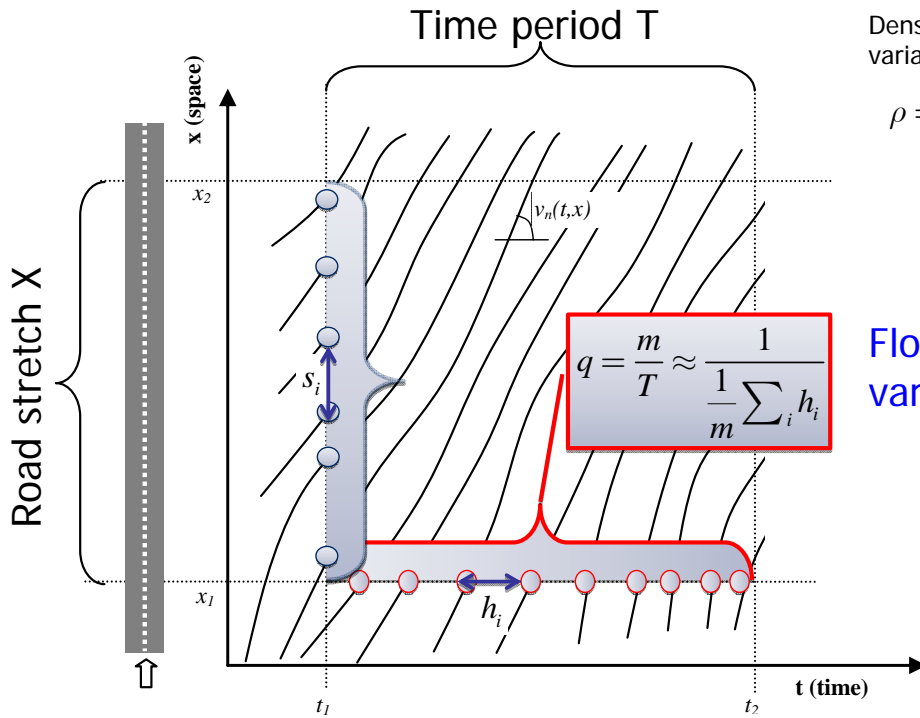 Time period T
Dens
varia
ρ =
x (space)
x₂
vₙ(t,x)
Road stretch X
sᵢ
q = m/T ≈ 1/(1/m ∑ᵢ hᵢ)
Flo
var
x₁
hᵢ
t (time)
t₁
t₂